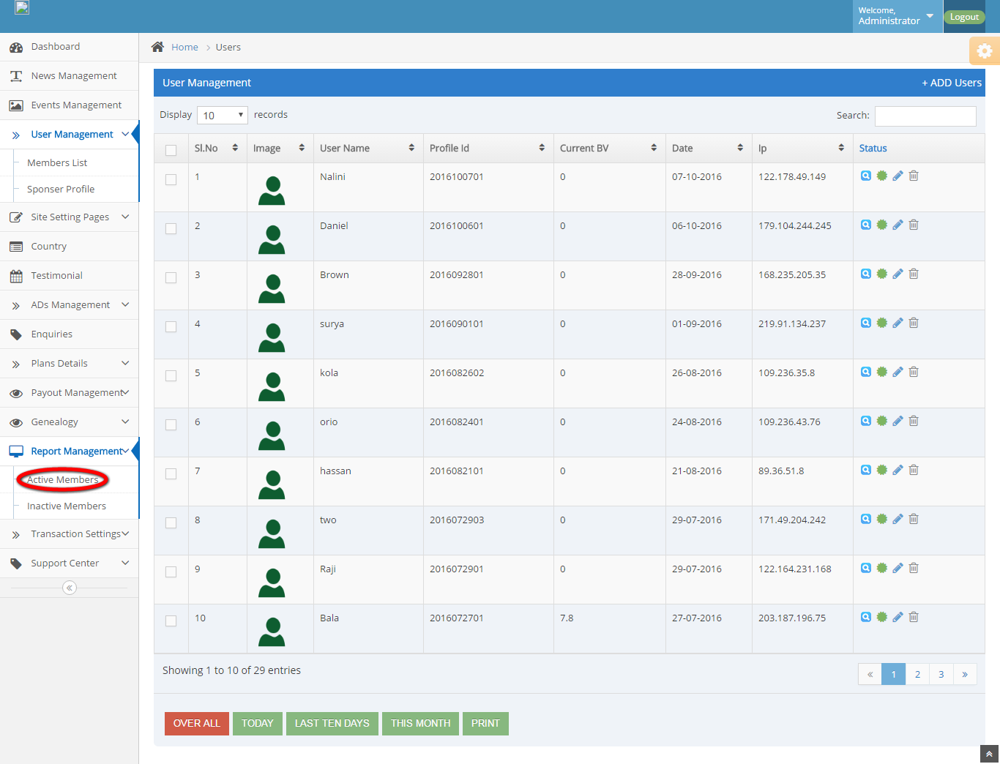 Welcome,
Administrator
Logout
Dashboard
News Management
Events Management
User Management
Members List
Sponser Profile
Site Setting Pages
Country
Testimonial
ADs Management
Enquiries
Plans Details
Payout Management
Genealogy
Report Management
Active Members
Inactive Members
Transaction Settings
Support Center
Home > Users
User Management + ADD Users
Display 10 records Search:
Sl.No Image User Name Profile Id Current BV Date Ip Status
1 Nalini 2016100701 0 07-10-2016 122.178.49.149
2 Daniel 2016100601 0 06-10-2016 179.104.244.245
3 Brown 2016092801 0 28-09-2016 168.235.205.35
4 surya 2016090101 0 01-09-2016 219.91.134.237
5 kola 2016082602 0 26-08-2016 109.236.35.8
6 orio 2016082401 0 24-08-2016 109.236.43.76
7 hassan 2016082101 0 21-08-2016 89.36.51.8
8 two 2016072903 0 29-07-2016 171.49.204.242
9 Raji 2016072901 0 29-07-2016 122.164.231.168
10 Bala 2016072701 7.8 27-07-2016 203.187.196.75
Showing 1 to 10 of 29 entries « 1 2 3 »
OVER ALL TODAY LAST TEN DAYS THIS MONTH PRINT